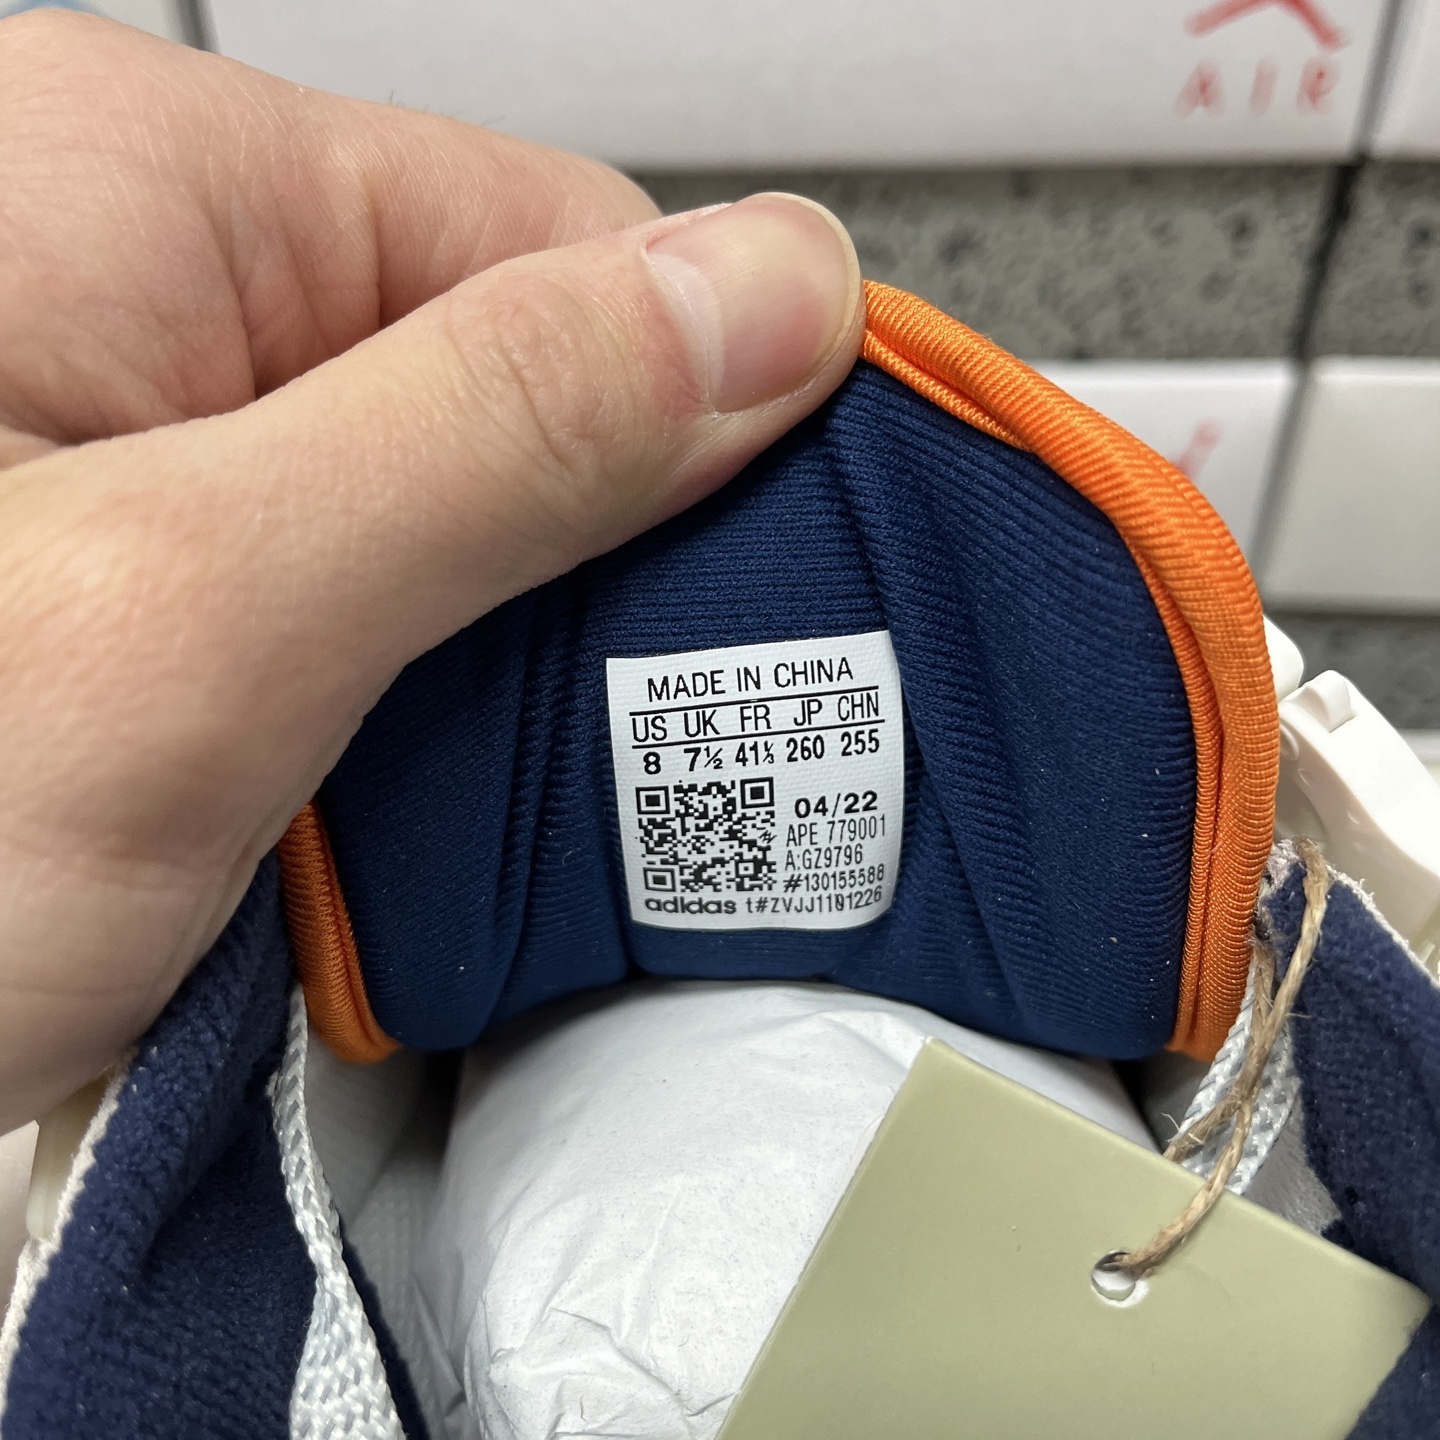 AIR
MADE IN CHINA
US UK FR JP CHN
8 7½ 41⅓ 260 255
04/22
APE 779001
A:GZ9796
#130155588
adidas t#ZVJJ1191226